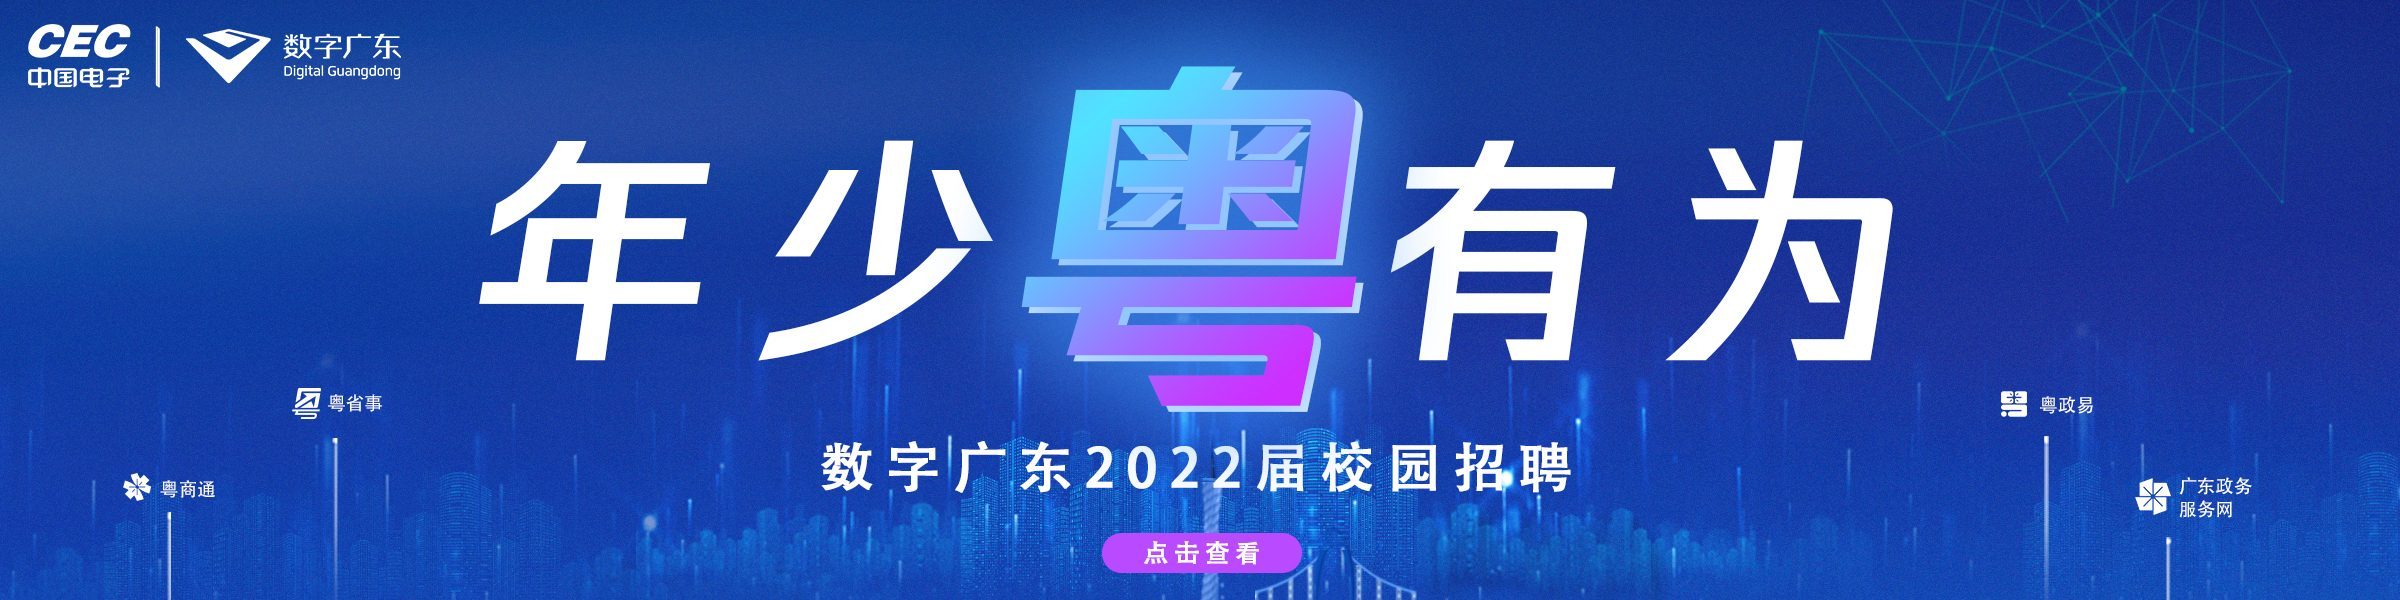 CEC
中国电子
数字广东
Digital Guangdong
年少粤有为
粤省事
粤政易
数字广东2022届校园招聘
粤商通
广东政务
服务网
点击查看